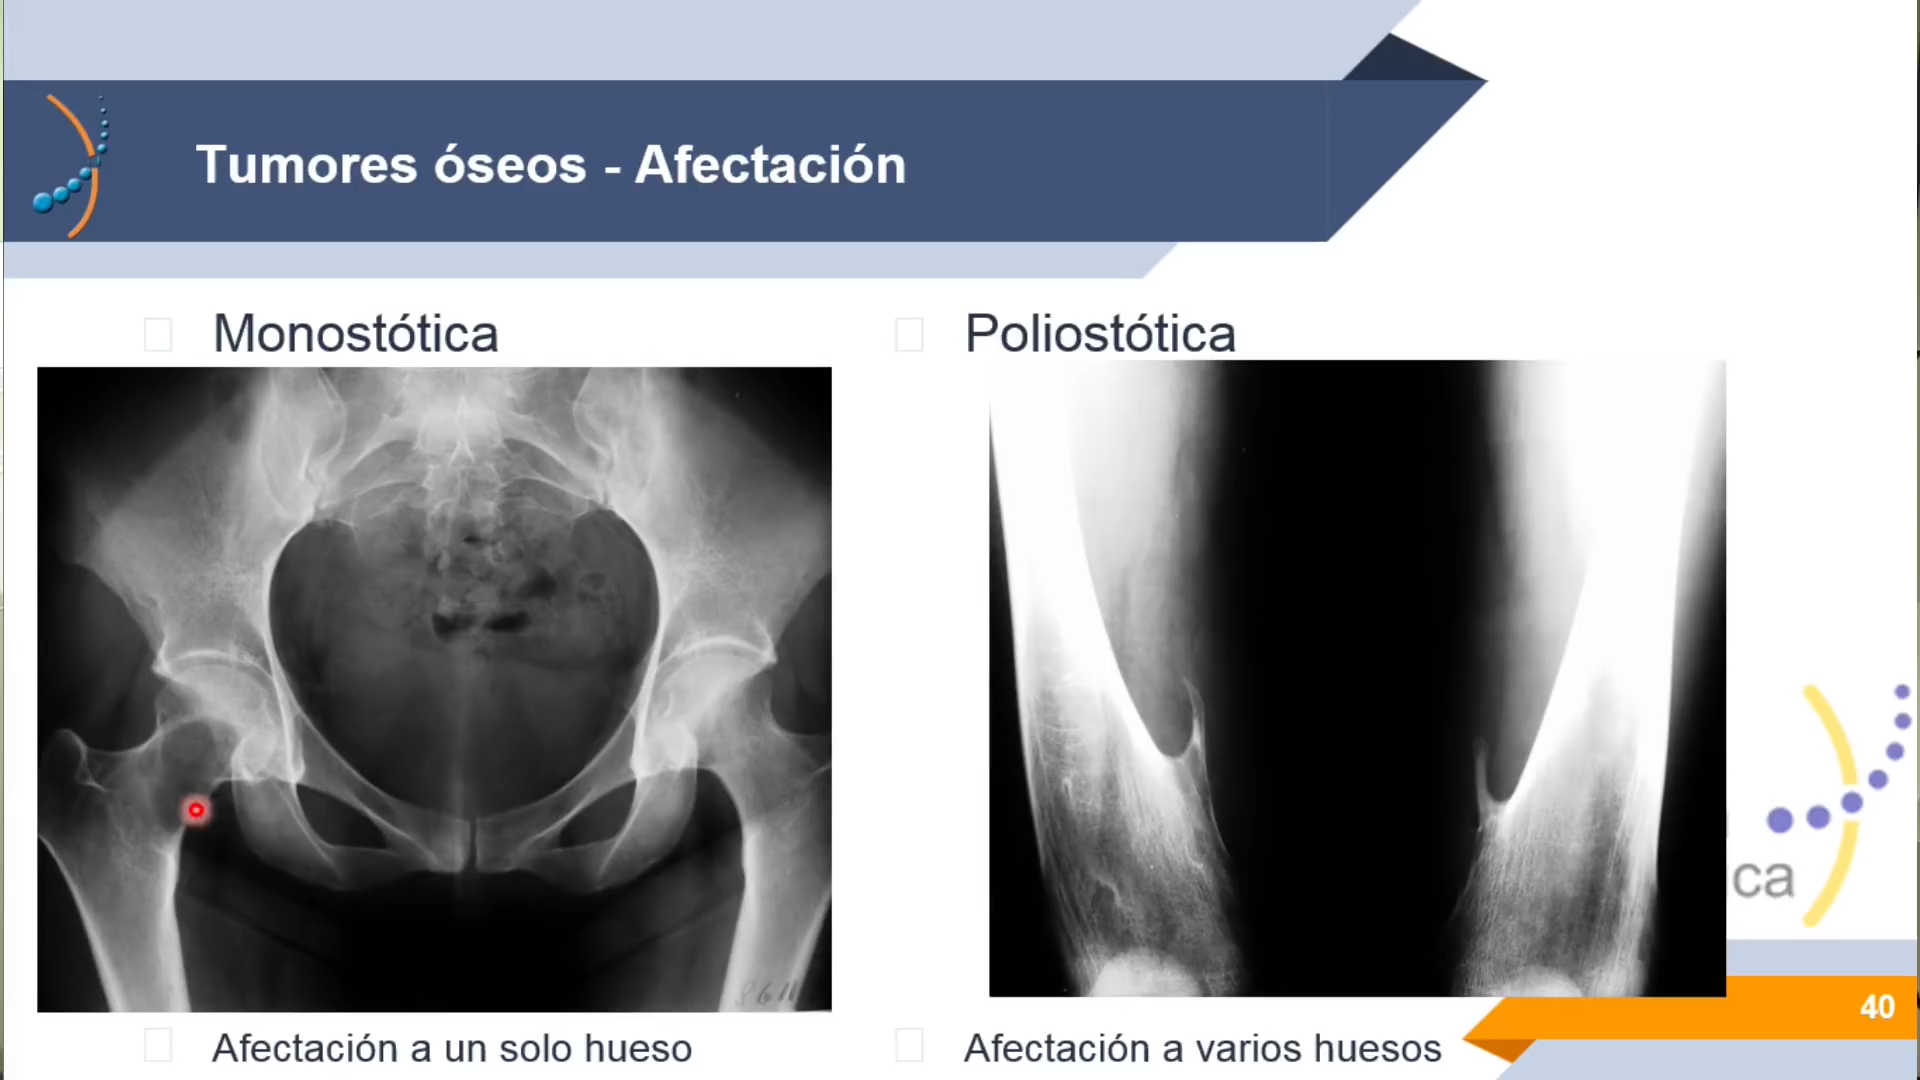 Tumores óseos - Afectación
Monostótica
Poliostótica
Afectación a un solo hueso
Afectación a varios huesos
ca
40